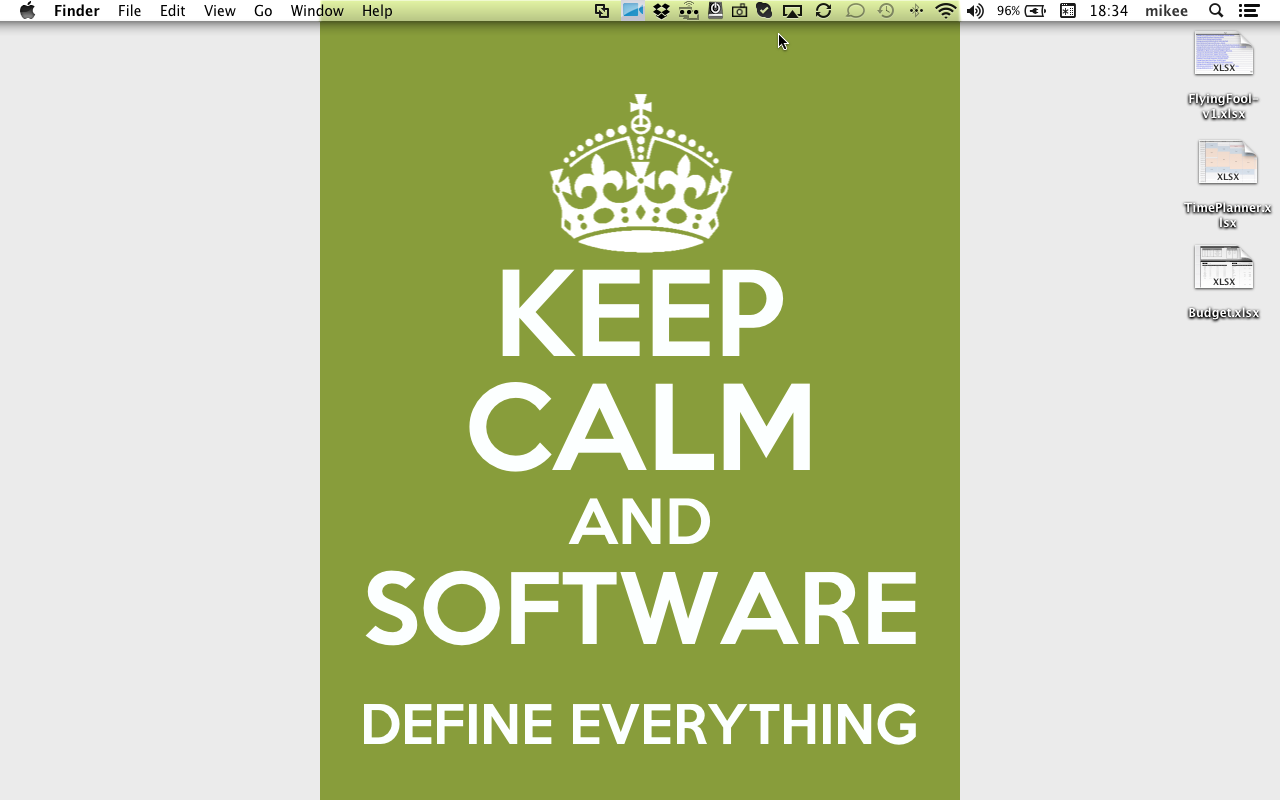 Finder File Edit View Go Window Help 96% 18:34 mikee
XLSX
FlyingFool-
v1.xlsx
XLSX
TimePlanner.x
lsx
XLSX
Budget.xlsx
KEEP
CALM
AND
SOFTWARE
DEFINE EVERYTHING